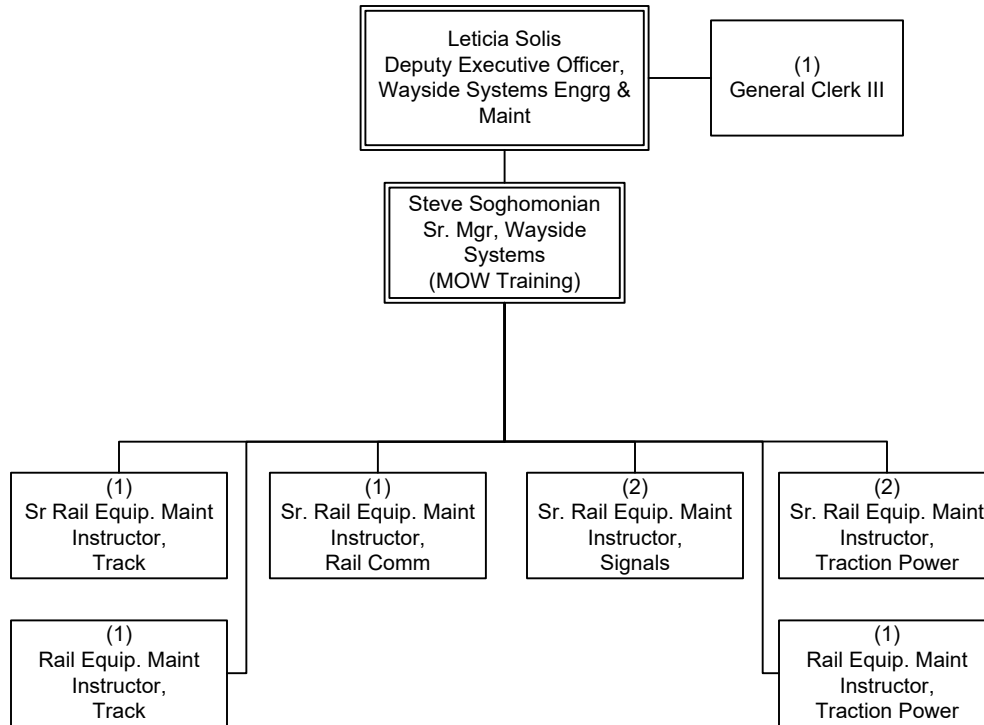 Leticia Solis
Deputy Executive Officer,
Wayside Systems Engrg &
Maint
(1)
General Clerk III
Steve Soghomonian
Sr. Mgr, Wayside
Systems
(MOW Training)
(1)
Sr Rail Equip. Maint
Instructor,
Track
(1)
Sr. Rail Equip. Maint
Instructor,
Rail Comm
(2)
Sr. Rail Equip. Maint
Instructor,
Signals
(2)
Sr. Rail Equip. Maint
Instructor,
Traction Power
(1)
Rail Equip. Maint
Instructor,
Track
(1)
Rail Equip. Maint
Instructor,
Traction Power